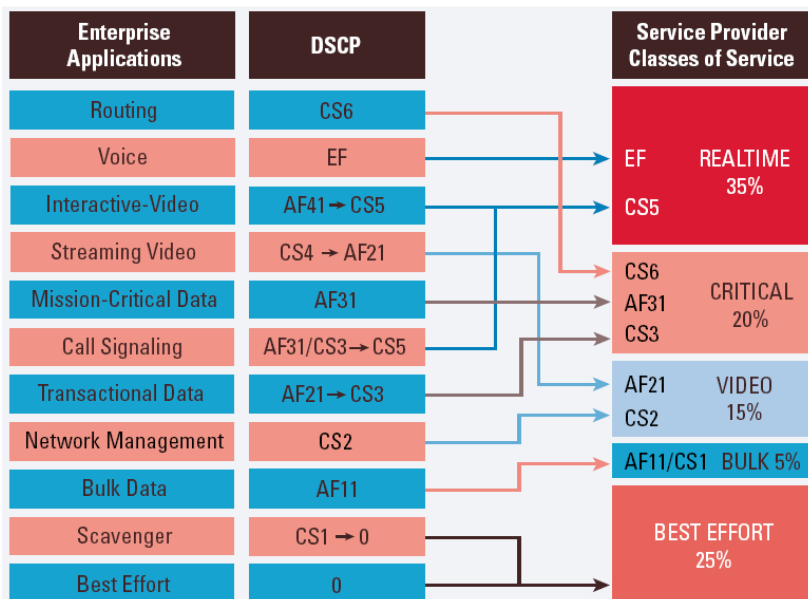 Enterprise
Applications
DSCP
Service Provider
Classes of Service
Routing
CS6
Voice
EF
Interactive-Video
AF41 → CS5
Streaming Video
CS4 → AF21
Mission-Critical Data
AF31
Call Signaling
AF31/CS3 → CS5
Transactional Data
AF21 → CS3
Network Management
CS2
Bulk Data
AF11
Scavenger
CS1 → 0
Best Effort
0
EF REALTIME
35%
CS5
CS6
AF31 CRITICAL
20%
CS3
AF21 VIDEO
15%
CS2
AF11/CS1 BULK 5%
BEST EFFORT
25%